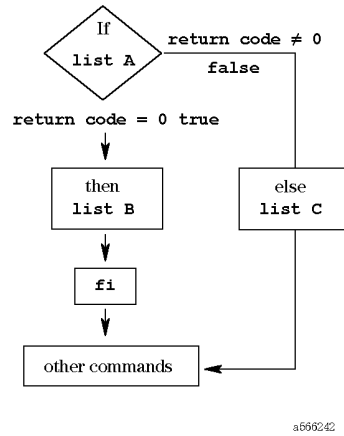 If
list A
return code ≠ 0
false
return code = 0 true
then
list B
else
list C
fi
other commands
a566242